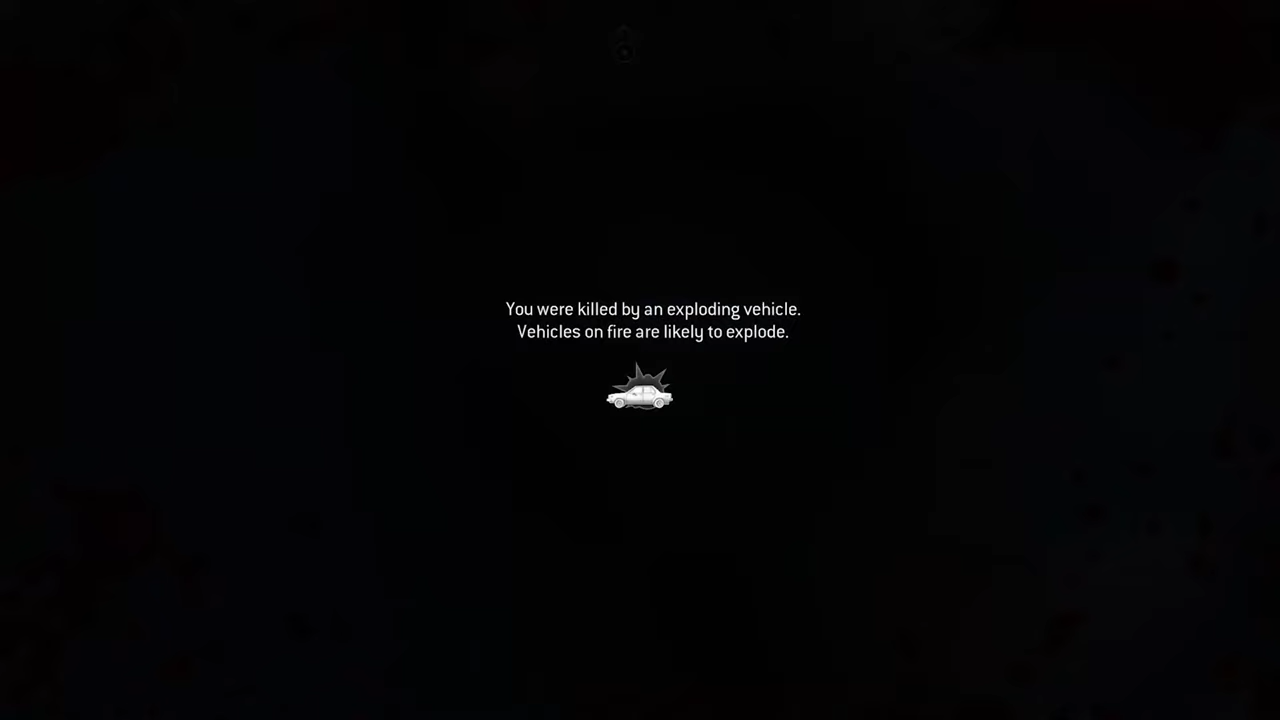 You were killed by an exploding vehicle.
Vehicles on fire are likely to explode.